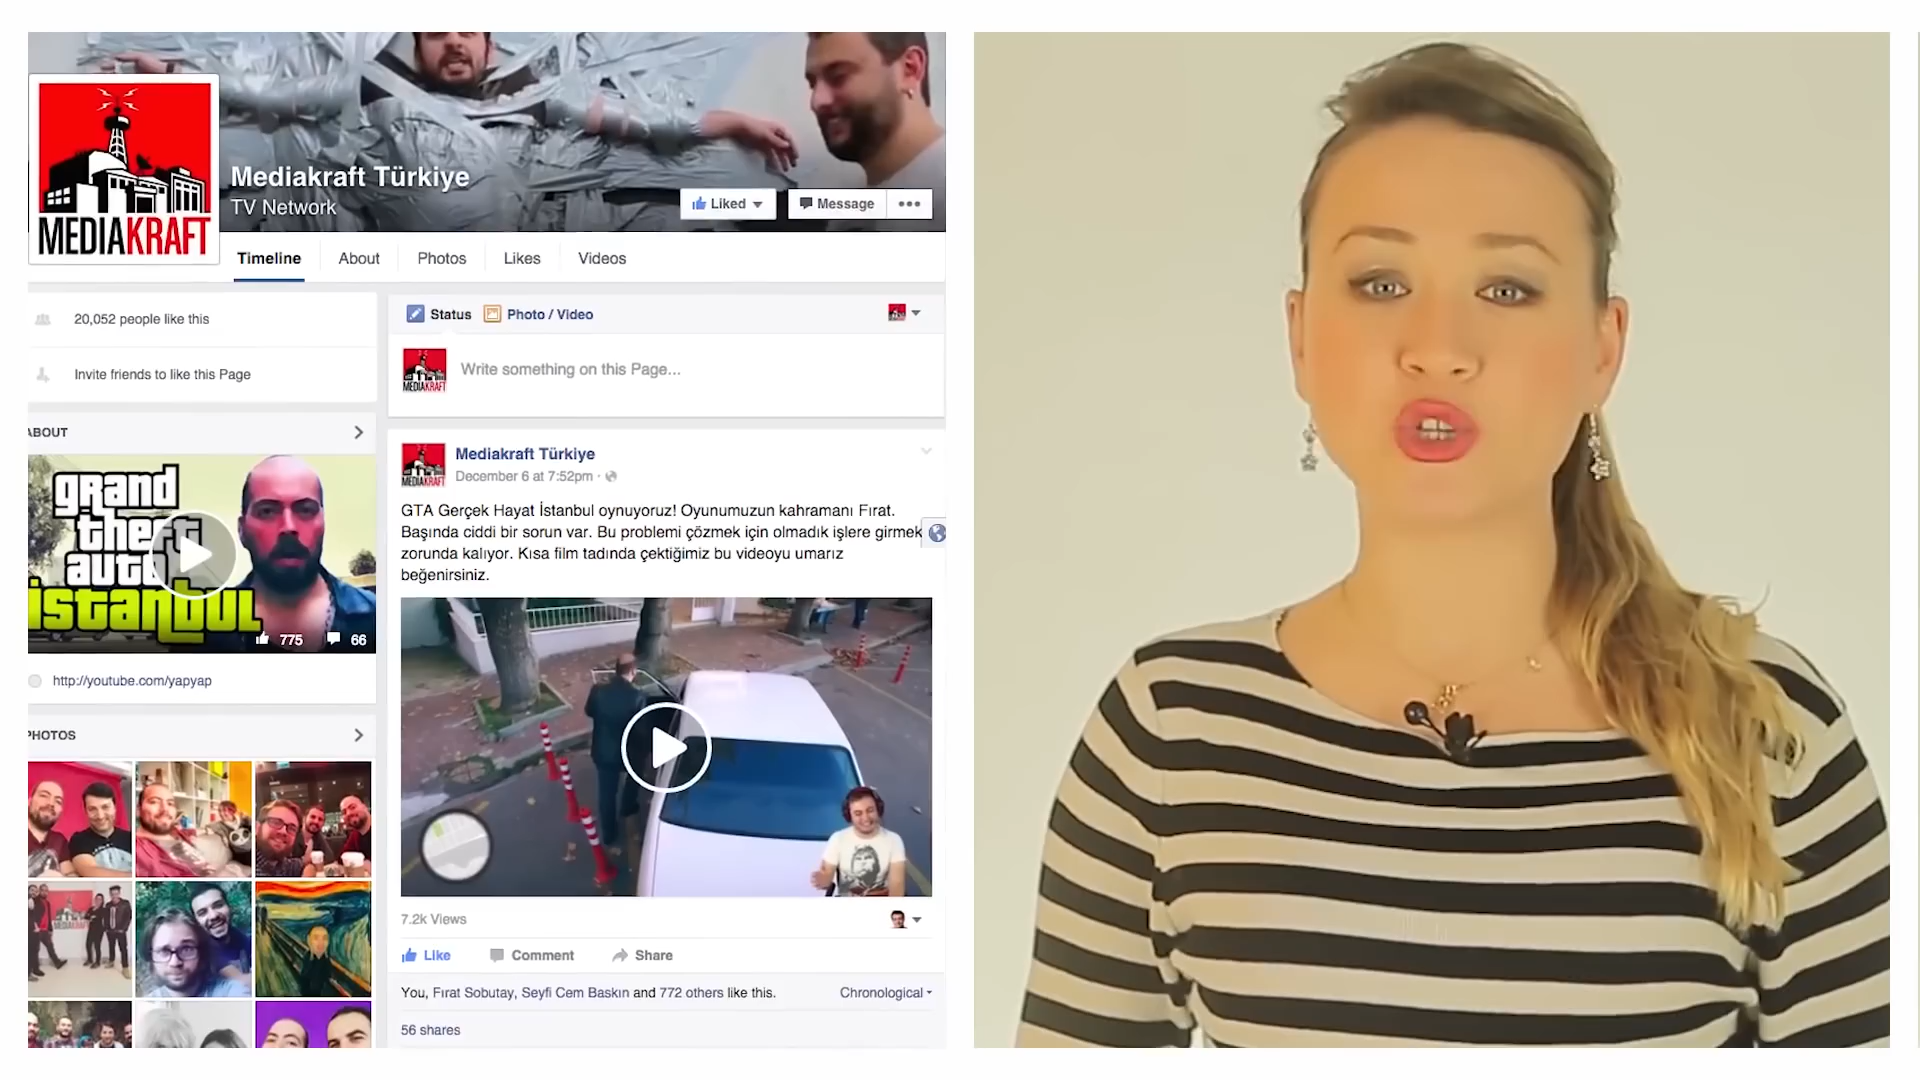 MEDIAKRAFT
Mediakraft Türkiye
TV Network
Liked
Message
Timeline
About
Photos
Likes
Videos
20,052 people like this
Invite friends to like this Page
ABOUT
grand
theft
auto
istanbul
775
66
http://youtube.com/yapyap
PHOTOS
Status
Photo / Video
MEDIAKRAFT
Write something on this Page...
MEDIAKRAFT
Mediakraft Türkiye
December 6 at 7:52pm ·
GTA Gerçek Hayat İstanbul oynuyoruz! Oyunumuzun kahramanı Fırat.
Başında ciddi bir sorun var. Bu problemi çözmek için olmadık işlere girmek
zorunda kalıyor. Kısa film tadında çektiğimiz bu videoyu umarız
beğenirsiniz.
7.2k Views
Like
Comment
Share
You, Fırat Sobutay, Seyfi Cem Baskın and 772 others like this.
Chronological
56 shares